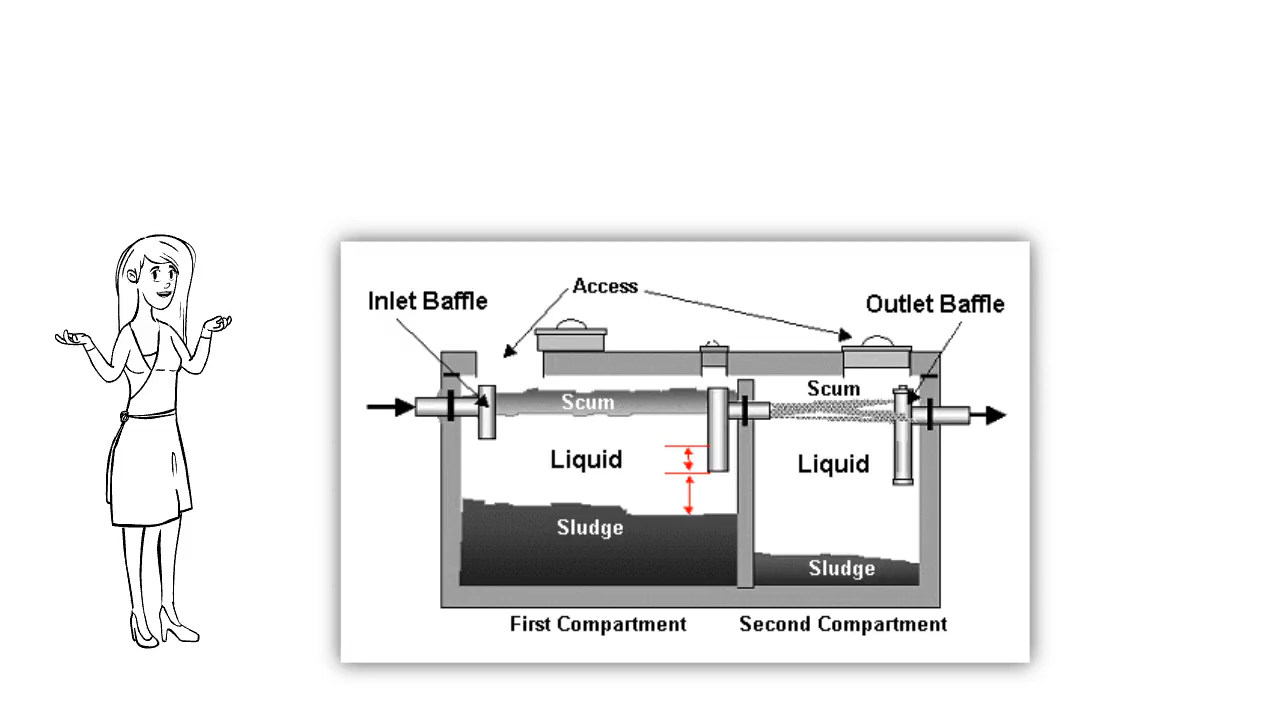 Access
Inlet Baffle
Outlet Baffle
Scum
Scum
Liquid
Liquid
Sludge
Sludge
First Compartment
Second Compartment